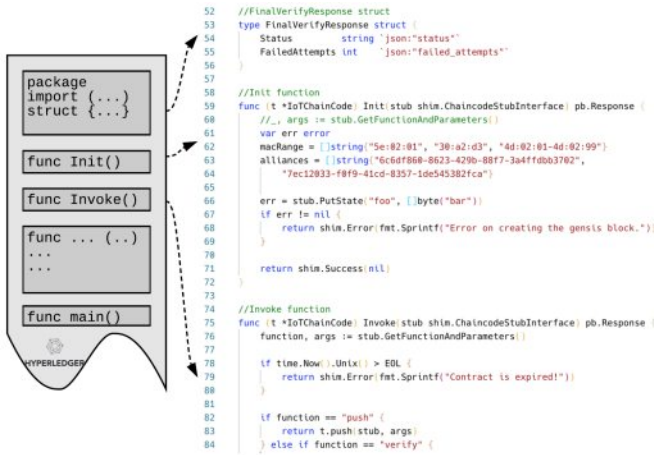 package
import (...)
struct {...}
func Init()
func Invoke()
func ... (..)
...
...
func main()
HYPERLEDGER
52 //FinalVerifyResponse struct
53 type FinalVerifyResponse struct {
54 Status string `json:"status"`
55 FailedAttempts int `json:"failed_attempts"`
56 }
57
58 //Init function
59 func (t *IoTChainCode) Init(stub shim.ChaincodeStubInterface) pb.Response {
60 //_, args := stub.GetFunctionAndParameters()
61 var err error
62 macRange = []string{"5e:02:01", "30:a2:d3", "4d:02:01-4d:02:99"}
63 alliances = []string{"6c6df860-8623-429b-88f7-3a4ffdbb3702",
64 "7ec12033-f0f9-41cd-8357-1de545382fca"}
65
66 err = stub.PutState("foo", []byte("bar"))
67 if err != nil {
68 return shim.Error(fmt.Sprintf("Error on creating the gensis block."))
69 }
70
71 return shim.Success(nil)
72 }
73
74 //Invoke function
75 func (t *IoTChainCode) Invoke(stub shim.ChaincodeStubInterface) pb.Response {
76 function, args := stub.GetFunctionAndParameters()
77
78 if time.Now().Unix() > EOL {
79 return shim.Error(fmt.Sprintf("Contract is expired!"))
80 }
81
82 if function == "push" {
83 return t.push(stub, args)
84 } else if function == "verify" {